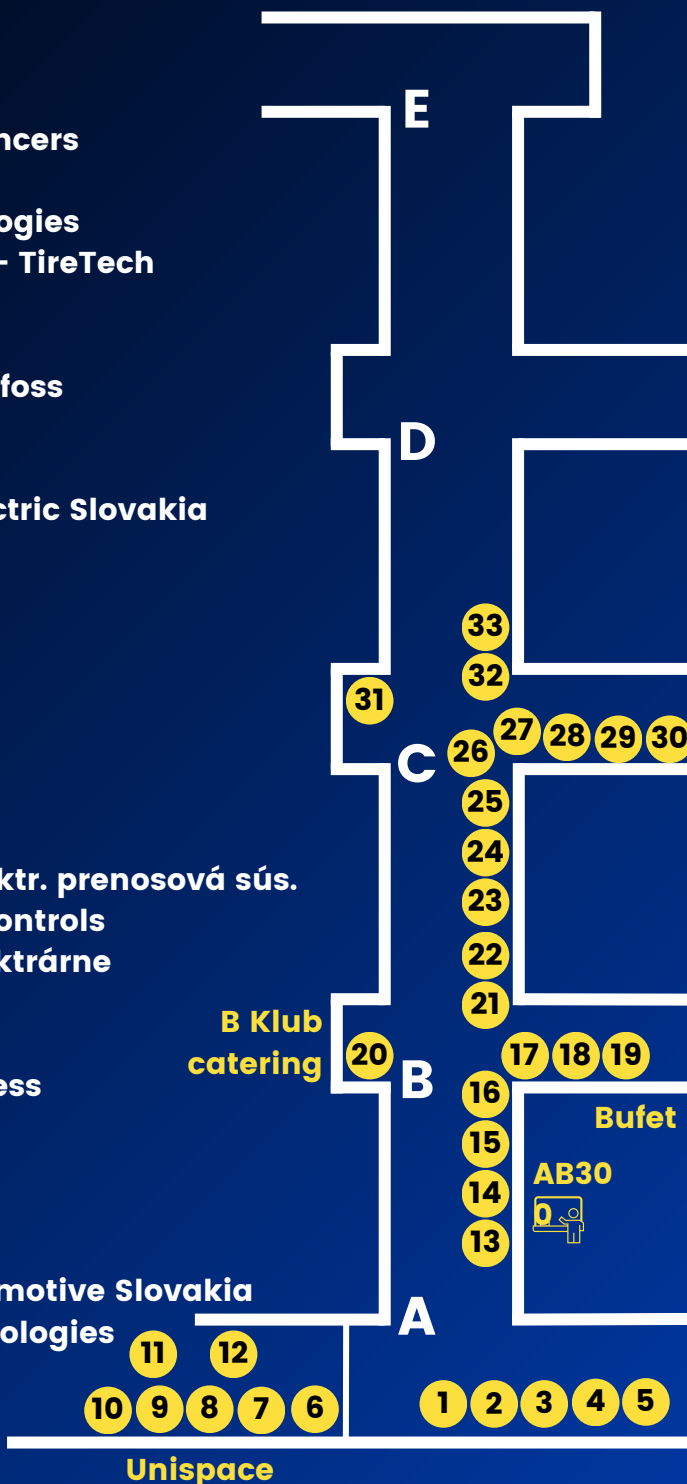 E
ncers
ogies
- TireTech
foss
D
ctric Slovakia
33
32
31
27 28 29 30
26
C
25
24
ktr. prenosová sús.
23
ontrols
22
ktrárne
21
B Klub
catering
20
17 18 19
B
ess
16
Bufet
15
AB30
0
14
13
motive Slovakia
A
ologies
11 12
10 9 8 7 6
1 2 3 4 5
Unispace